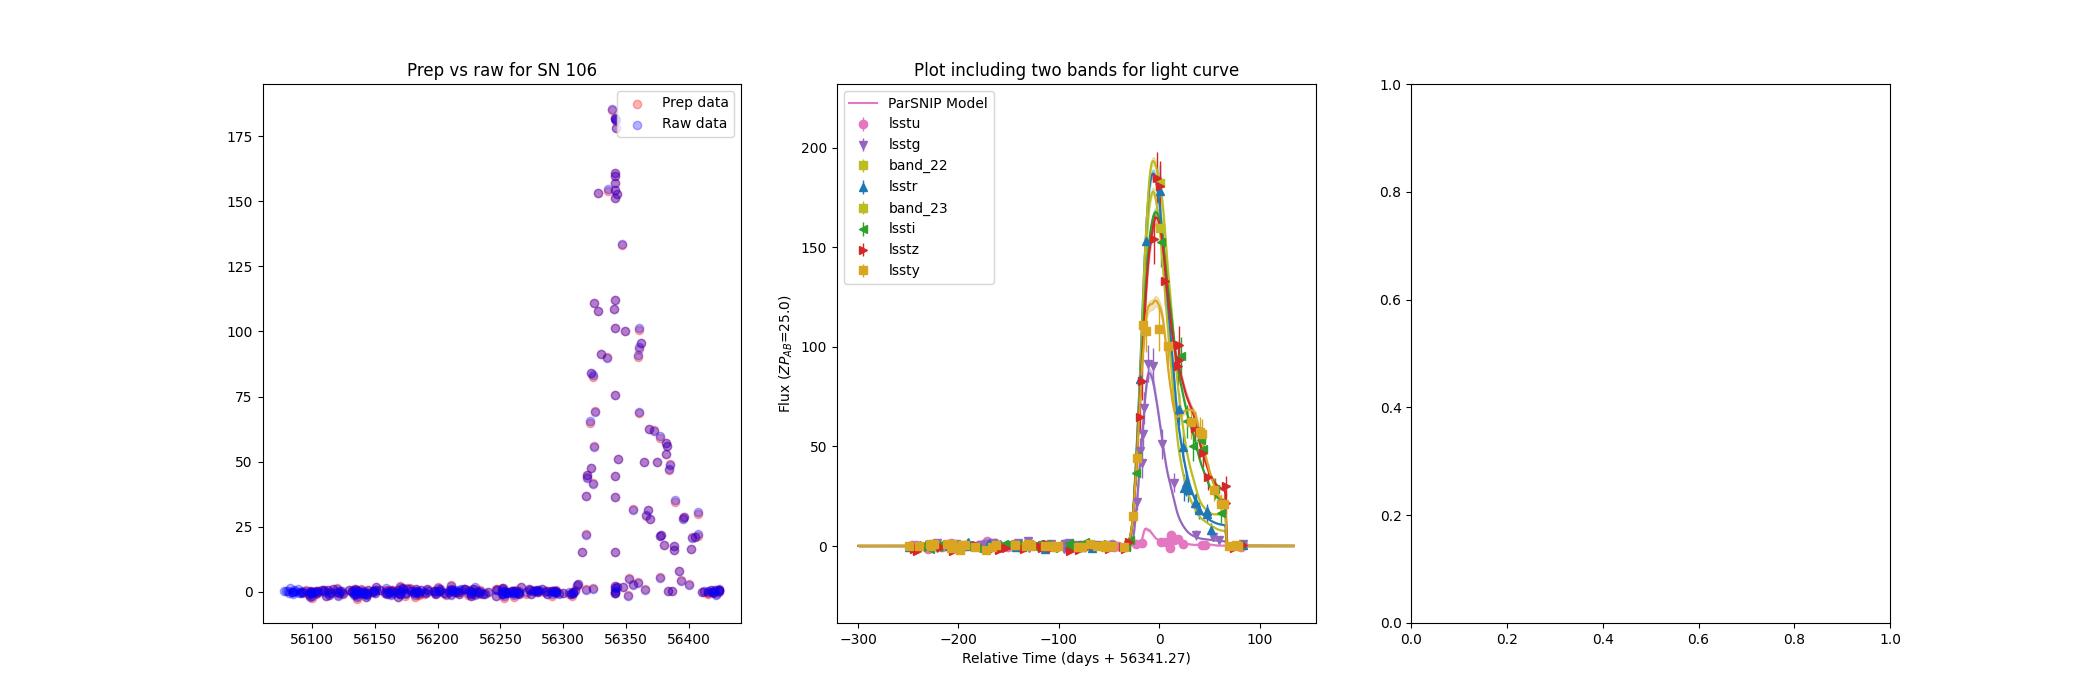 Prep vs raw for SN 106
Prep data
Raw data
175
150
125
100
75
50
25
0
56100 56150 56200 56250 56300 56350 56400
Plot including two bands for light curve
ParSNIP Model
lsstu
lsstg
band_22
lsstr
band_23
lssti
lsstz
lssty
Flux (ZP_AB=25.0)
200
150
100
50
0
−300 −200 −100 0 100
Relative Time (days + 56341.27)
1.0
0.8
0.6
0.4
0.2
0.0
0.0 0.2 0.4 0.6 0.8 1.0